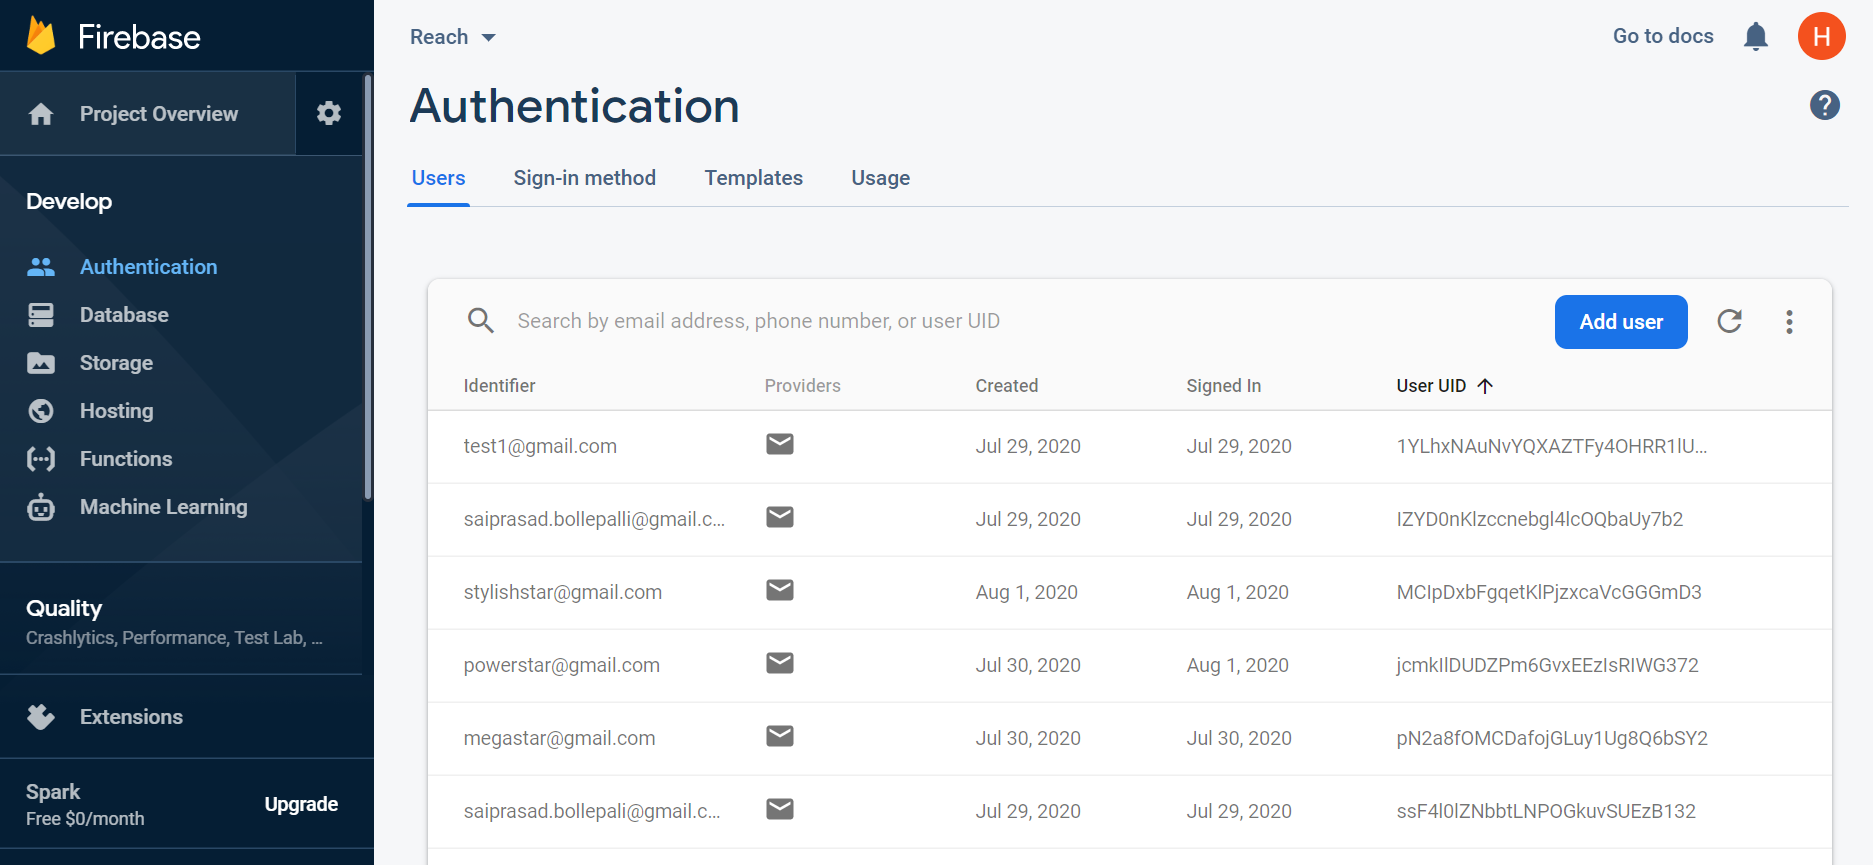 Firebase
Project Overview
Develop
Authentication
Database
Storage
Hosting
Functions
Machine Learning
Quality
Crashlytics, Performance, Test Lab, ...
Extensions
Spark
Free $0/month
Upgrade
Reach
Go to docs
H
Authentication
?
Users Sign-in method Templates Usage
Search by email address, phone number, or user UID
Add user
Identifier Providers Created Signed In User UID
test1@gmail.com Jul 29, 2020 Jul 29, 2020 1YLhxNAuNvYQXAZTFy4OHRR1lU...
saiprasad.bollepalli@gmail.c... Jul 29, 2020 Jul 29, 2020 IZYD0nKlzccnebgl4lcOQbaUy7b2
stylishstar@gmail.com Aug 1, 2020 Aug 1, 2020 MCIpDxbFgqetKlPjzxcaVcGGGmD3
powerstar@gmail.com Jul 30, 2020 Aug 1, 2020 jcmkIlDUDZPm6GvxEEzIsRIWG372
megastar@gmail.com Jul 30, 2020 Jul 30, 2020 pN2a8fOMCDafojGLuy1Ug8Q6bSY2
saiprasad.bollepali@gmail.c... Jul 29, 2020 Jul 29, 2020 ssF4l0lZNbbtLNPOGkuvSUEzB132